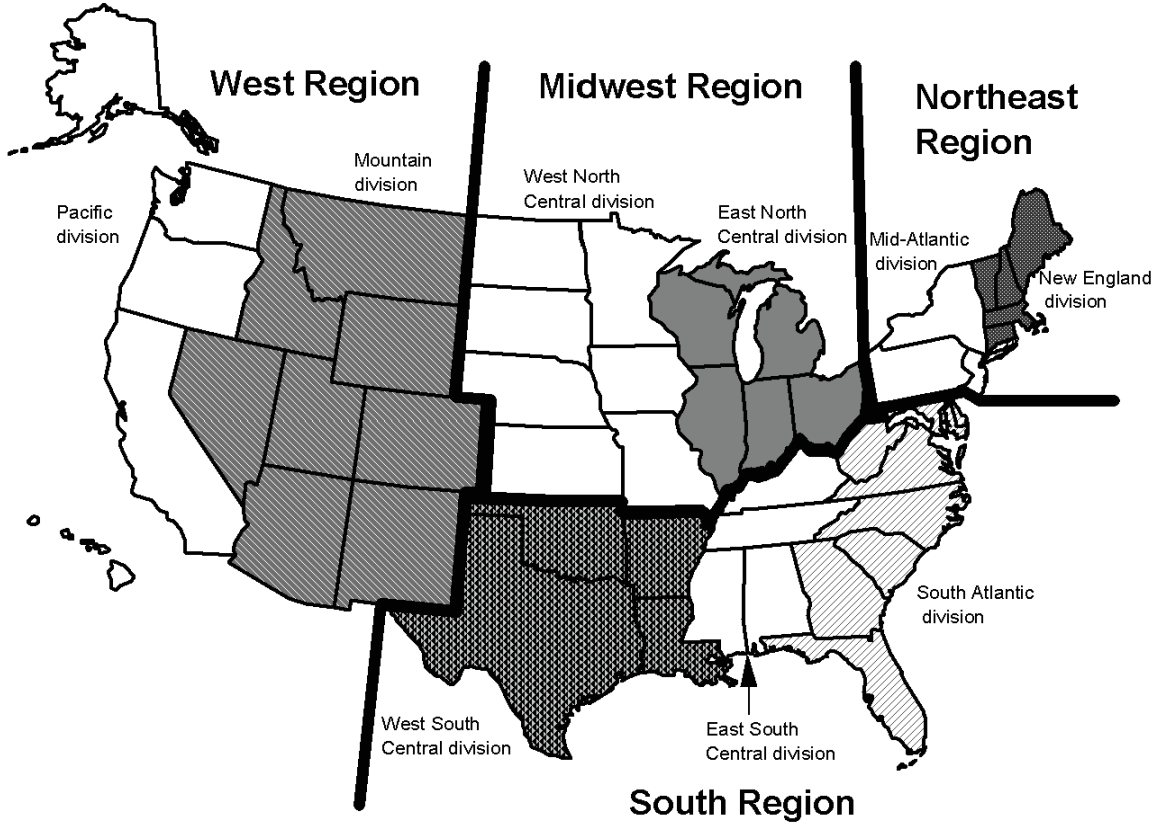 West Region
Midwest Region
Northeast
Region
Mountain
division
West North
Central division
Pacific
division
East North
Central division
Mid-Atlantic
division
New England
division
South Atlantic
division
West South
Central division
East South
Central division
South Region